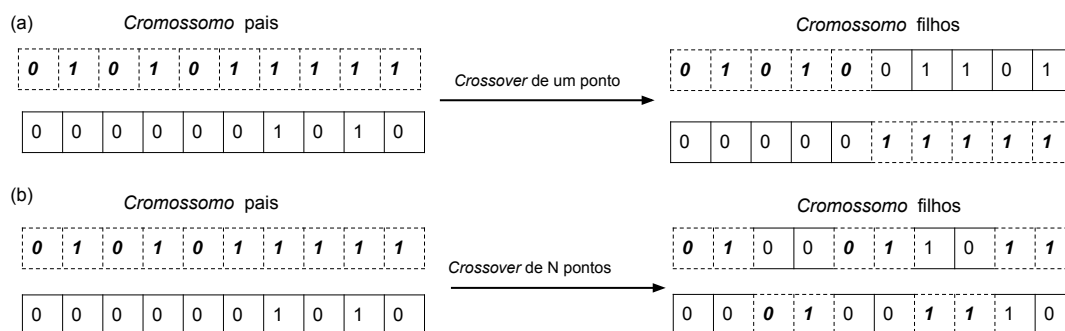 (a)
Cromossomo pais
Cromossomo filhos
0 1 0 1 0 1 1 1 1 1
Crossover de um ponto
0 1 0 1 0 0 1 1 0 1
0 0 0 0 0 0 1 0 1 0
0 0 0 0 0 1 1 1 1 1
(b)
Cromossomo pais
Cromossomo filhos
0 1 0 1 0 1 1 1 1 1
Crossover de N pontos
0 1 0 0 0 1 1 0 1 1
0 0 0 0 0 0 1 0 1 0
0 0 0 1 0 0 1 1 1 0